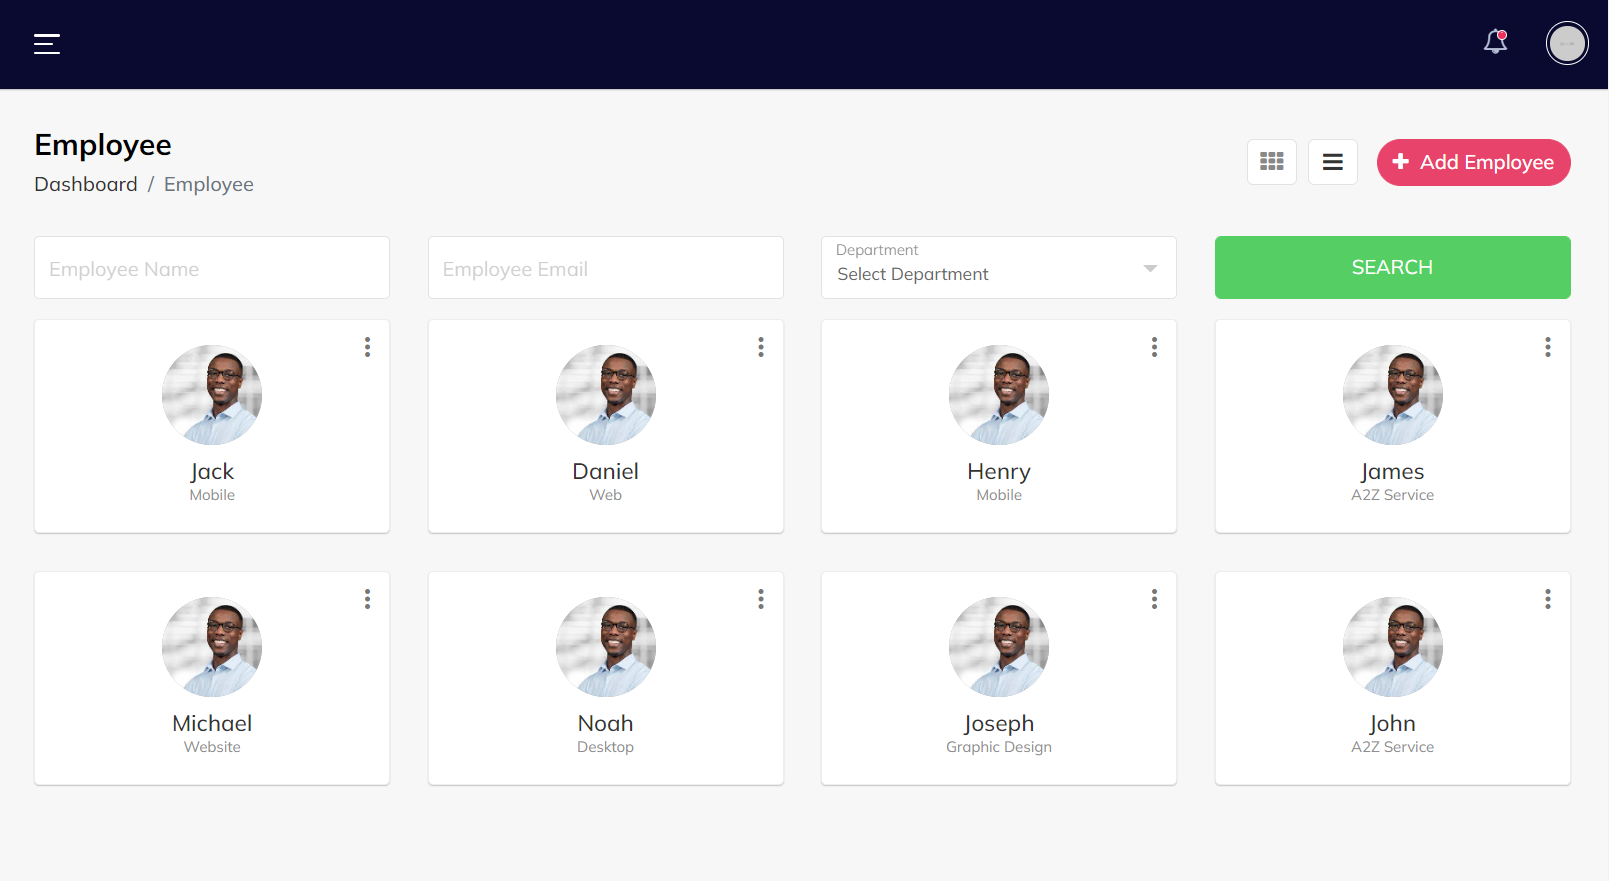 Employee
Dashboard / Employee
Add Employee
Employee Name
Employee Email
Department
Select Department
SEARCH
Jack
Mobile
Daniel
Web
Henry
Mobile
James
A2Z Service
Michael
Website
Noah
Desktop
Joseph
Graphic Design
John
A2Z Service